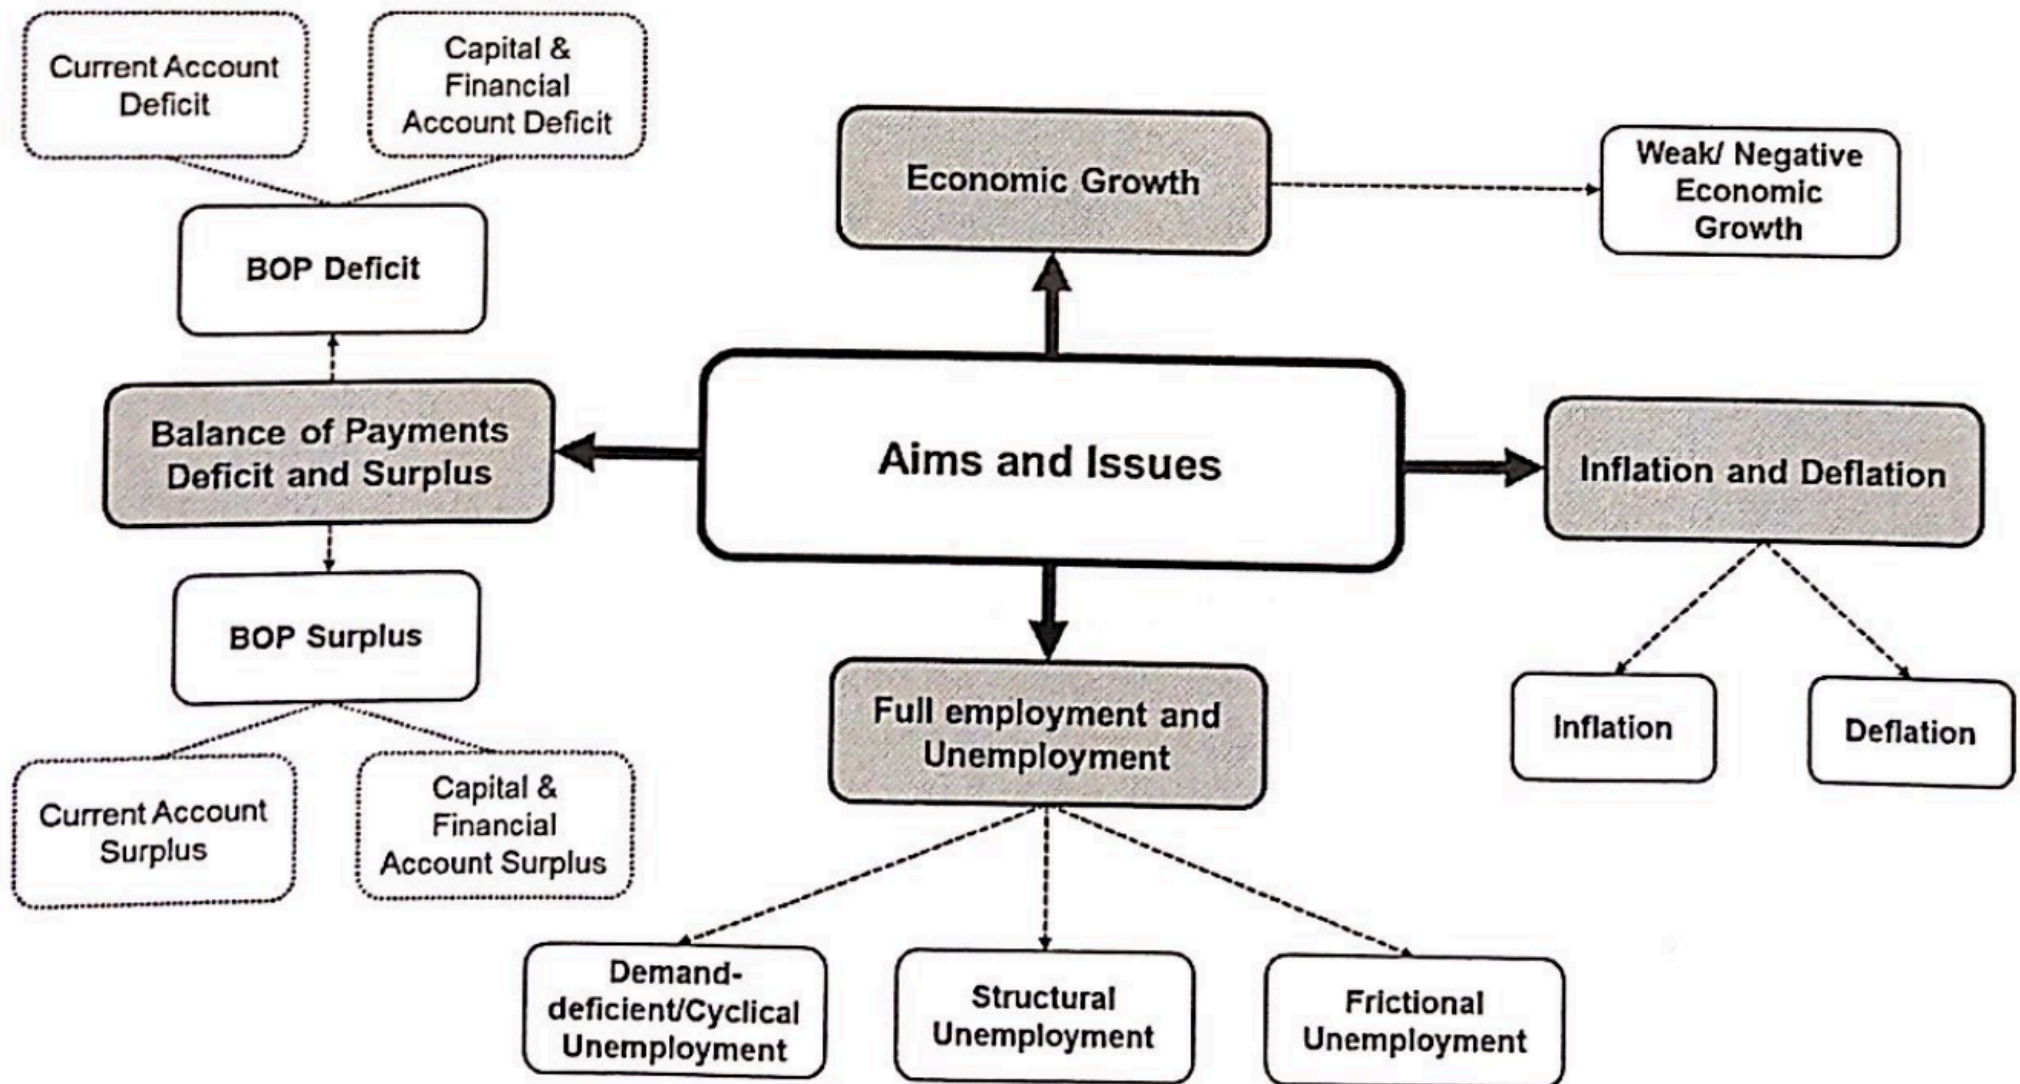 Current Account
Deficit
Capital &
Financial
Account Deficit
Economic Growth
Weak/ Negative
Economic
Growth
BOP Deficit
Balance of Payments
Deficit and Surplus
Aims and Issues
Inflation and Deflation
BOP Surplus
Full employment and
Unemployment
Inflation
Deflation
Current Account
Surplus
Capital &
Financial
Account Surplus
Demand-
deficient/Cyclical
Unemployment
Structural
Unemployment
Frictional
Unemployment